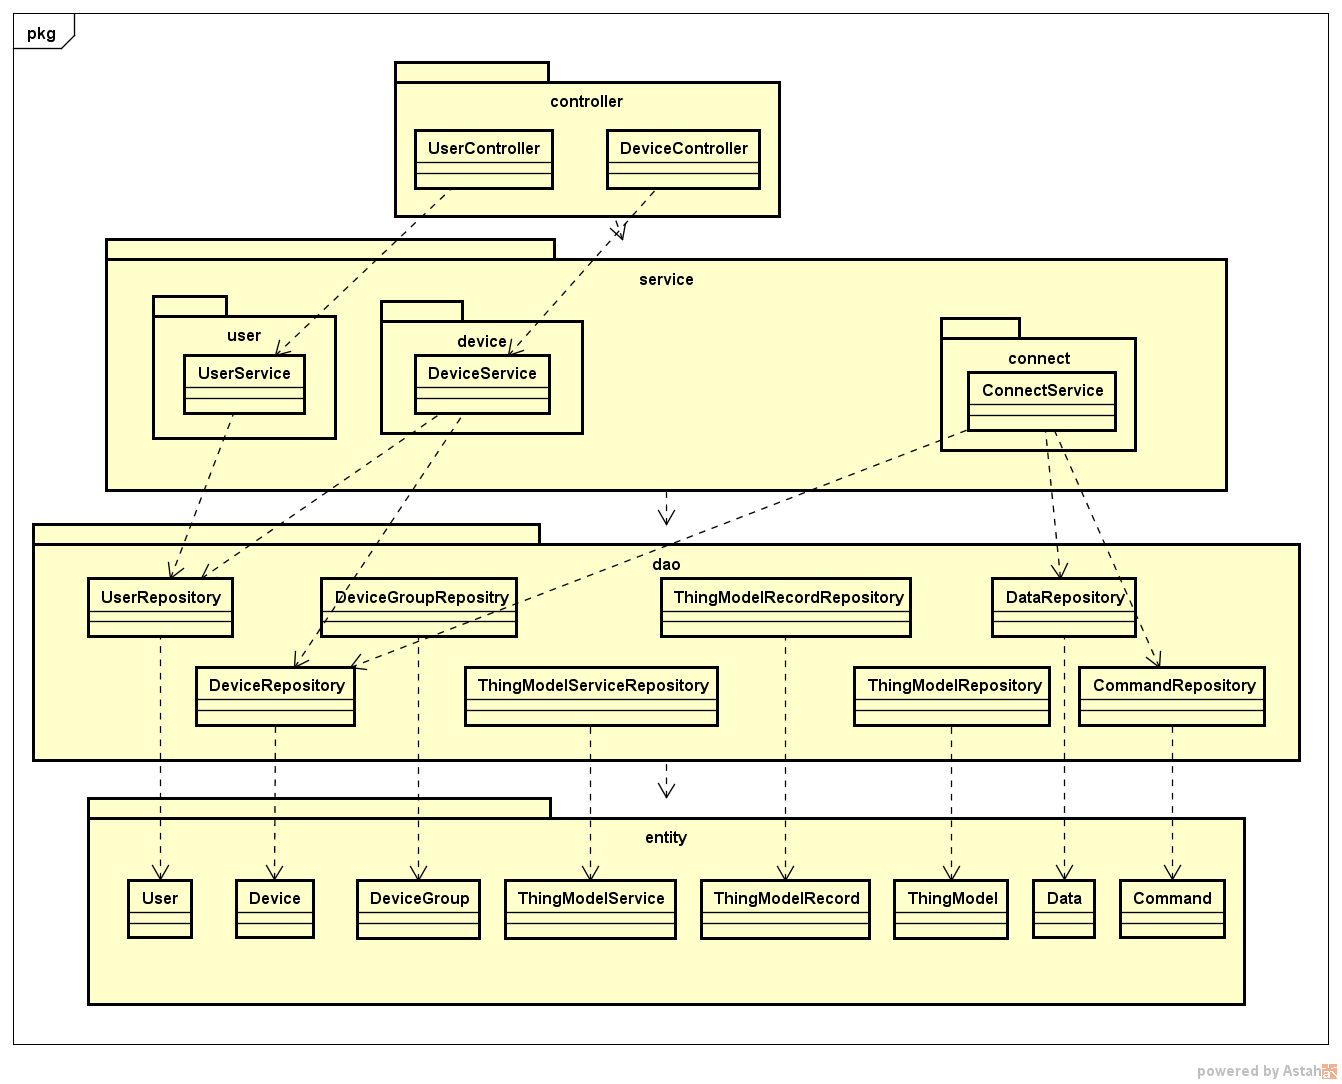 pkg
controller
UserController
DeviceController
service
user
device
connect
UserService
DeviceService
ConnectService
dao
UserRepository
DeviceGroupRepositry
ThingModelRecordRepository
DataRepository
DeviceRepository
ThingModelServiceRepository
ThingModelRepository
CommandRepository
entity
User
Device
DeviceGroup
ThingModelService
ThingModelRecord
ThingModel
Data
Command
powered by Astah